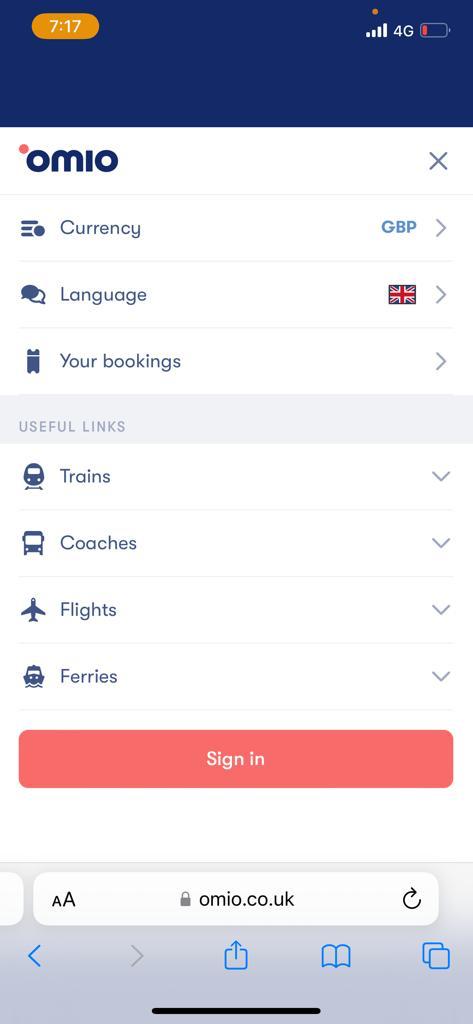 7:17
4G
omio
Currency
GBP
Language
Your bookings
USEFUL LINKS
Trains
Coaches
Flights
Ferries
Sign in
AA
omio.co.uk